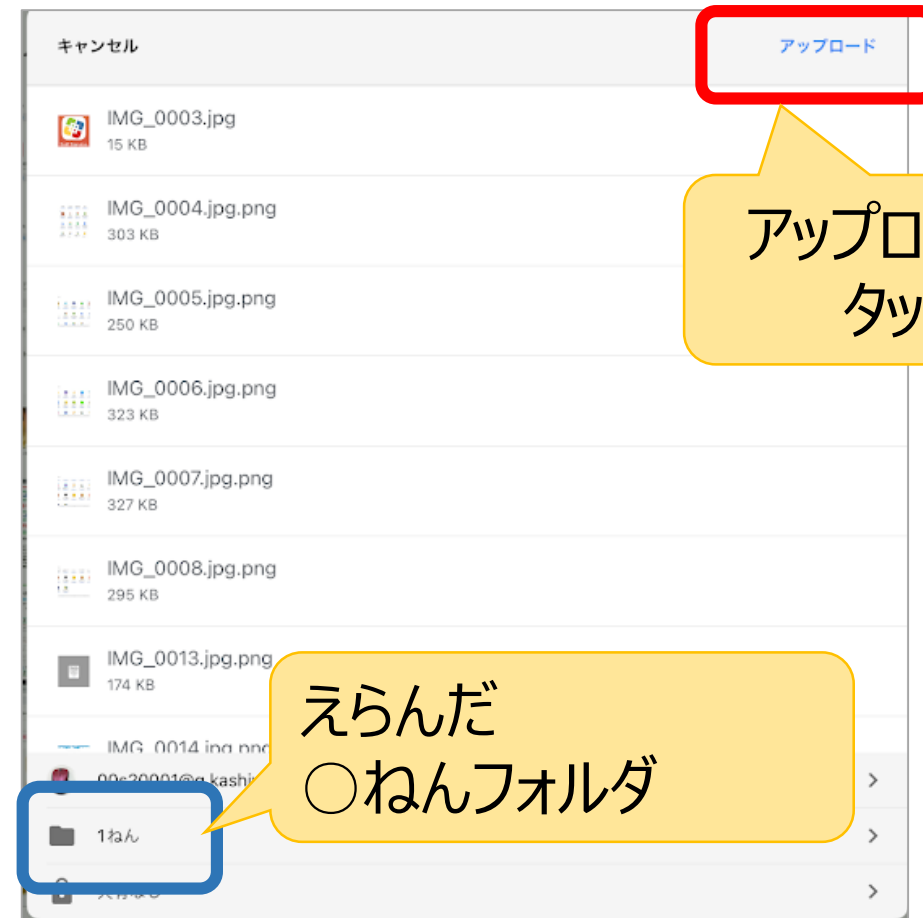 キャンセル
アップロード
IMG_0003.jpg
15 KB
IMG_0004.jpg.png
303 KB
アップロ
タッ
IMG_0005.jpg.png
250 KB
IMG_0006.jpg.png
323 KB
IMG_0007.jpg.png
327 KB
IMG_0008.jpg.png
295 KB
IMG_0013.jpg.png
174 KB
えらんだ
○ねんフォルダ
IMG_0014.jpg.png
1ねん